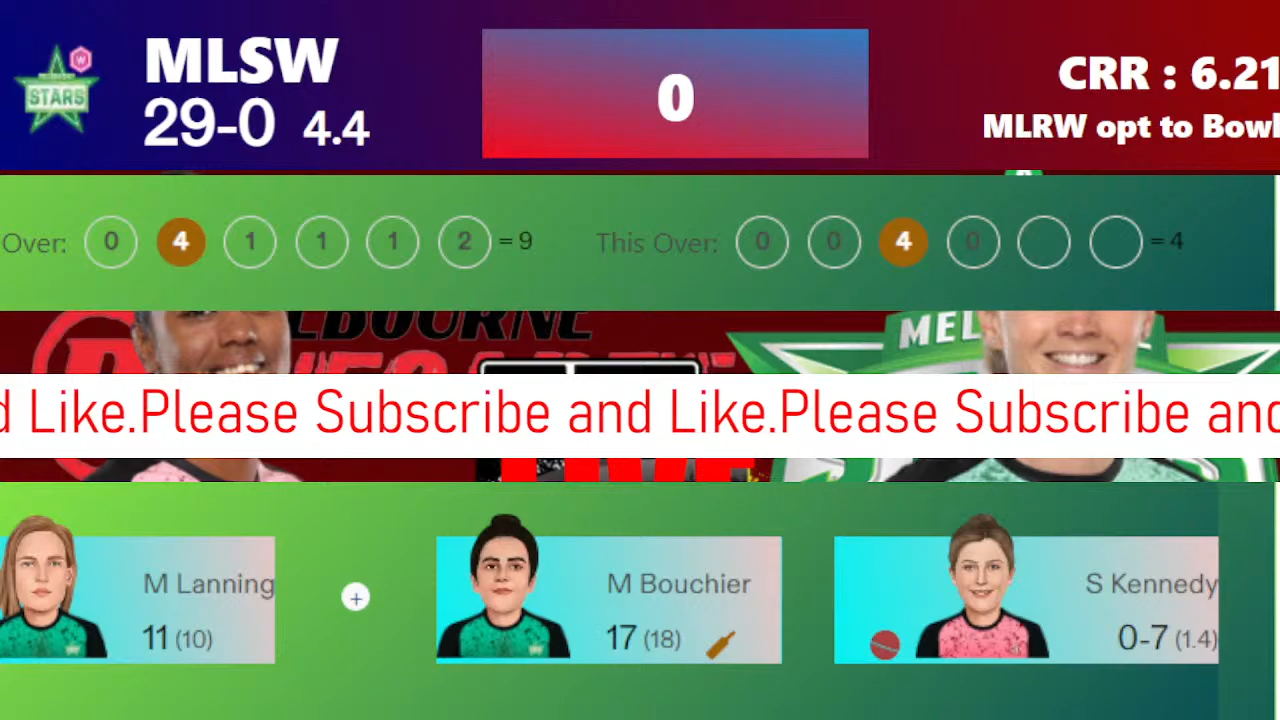 MLSW
29-0 4.4
0
CRR : 6.21
MLRW opt to Bowl
STARS
Over: 0 4 1 1 1 2 = 9
This Over: 0 0 4 0 = 4
MEL
d Like.Please Subscribe and Like.Please Subscribe and
M Lanning
11 (10)
+
M Bouchier
17 (18)
S Kennedy
0-7 (1.4)